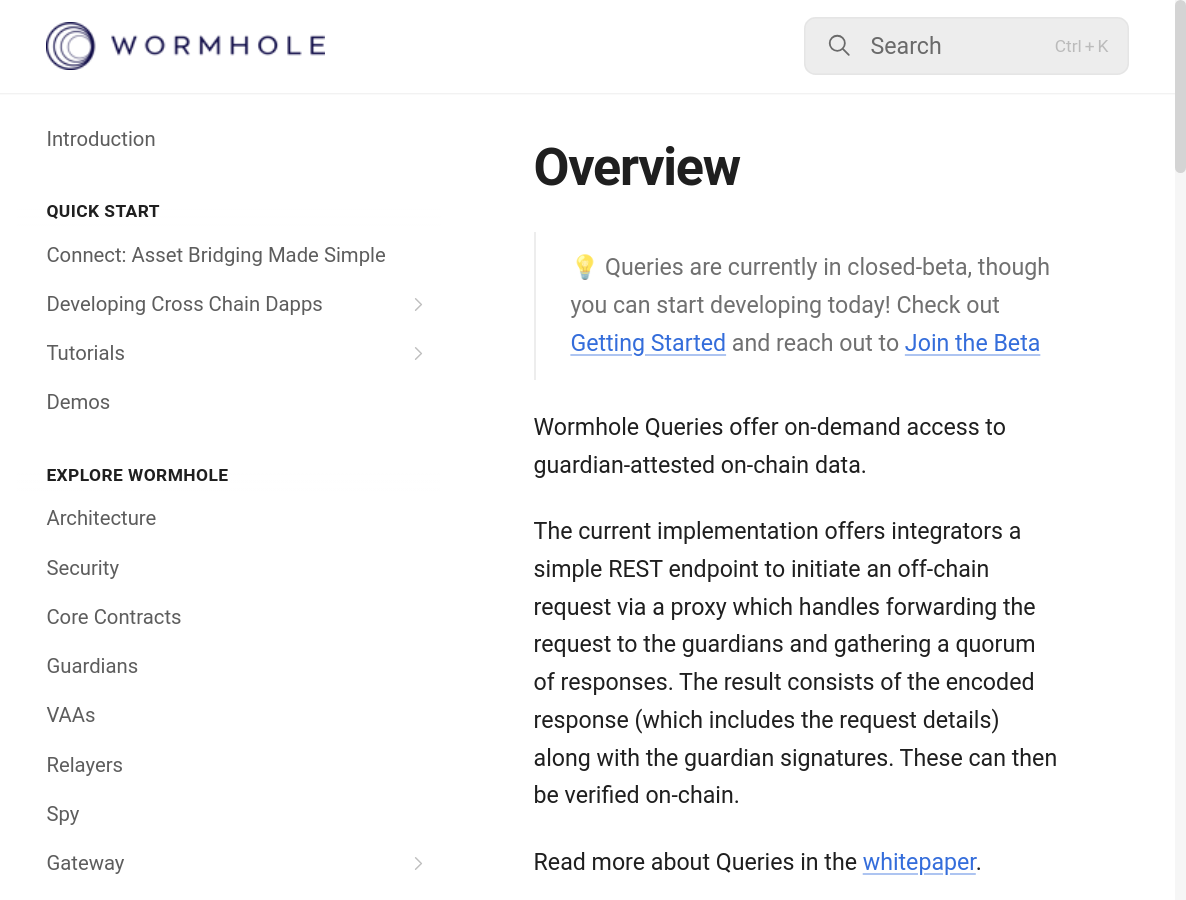 WORMHOLE
Search
Ctrl + K
Introduction
QUICK START
Connect: Asset Bridging Made Simple
Developing Cross Chain Dapps
Tutorials
Demos
EXPLORE WORMHOLE
Architecture
Security
Core Contracts
Guardians
VAAs
Relayers
Spy
Gateway
Overview
💡 Queries are currently in closed-beta, though
you can start developing today! Check out
Getting Started and reach out to Join the Beta
Wormhole Queries offer on-demand access to
guardian-attested on-chain data.
The current implementation offers integrators a
simple REST endpoint to initiate an off-chain
request via a proxy which handles forwarding the
request to the guardians and gathering a quorum
of responses. The result consists of the encoded
response (which includes the request details)
along with the guardian signatures. These can then
be verified on-chain.
Read more about Queries in the whitepaper.